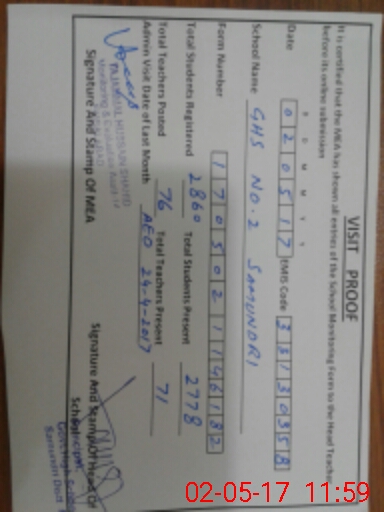 VISIT PROOF
It is certified that the MEA has shown all entries of the School Monitoring Form to the Head Teacher
before its online submission
D D M M Y Y
Date 0 2 0 5 1 7 EMIS Code 3 3 1 3 0 3 5 8
School Name GHS NO.2 SAMUNDRI
Form Number 1 7 0 5 0 2 1 1 1 4 6 1 8 2
Total Students Registered 2860 Total Students Present 2778
Total Teachers Posted 76 Total Teachers Present 71
Admin Visit Date of Last Month AEO 24-4-2017
Monitoring & Evaluation
Signature And Stamp Of MEA
Signature And Stamp Of Head Of
School
Principal
02-05-17 11:59